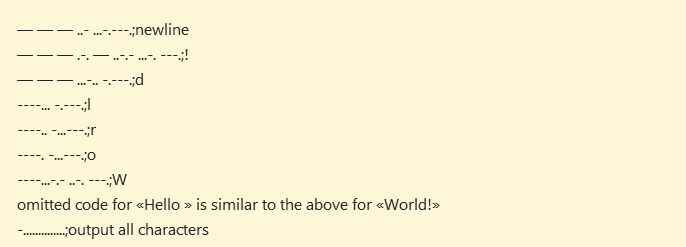 — — — ..- ...-.---.;newline
— — — .-. — ..-.- ...-. ---.;!
— — — ...-.. -.---.;d
----... -.---.;l
----.. -...---.;r
----. -...---.;o
----...-.- ..-. ---.;W
omitted code for «Hello » is similar to the above for «World!»
-..............;output all characters